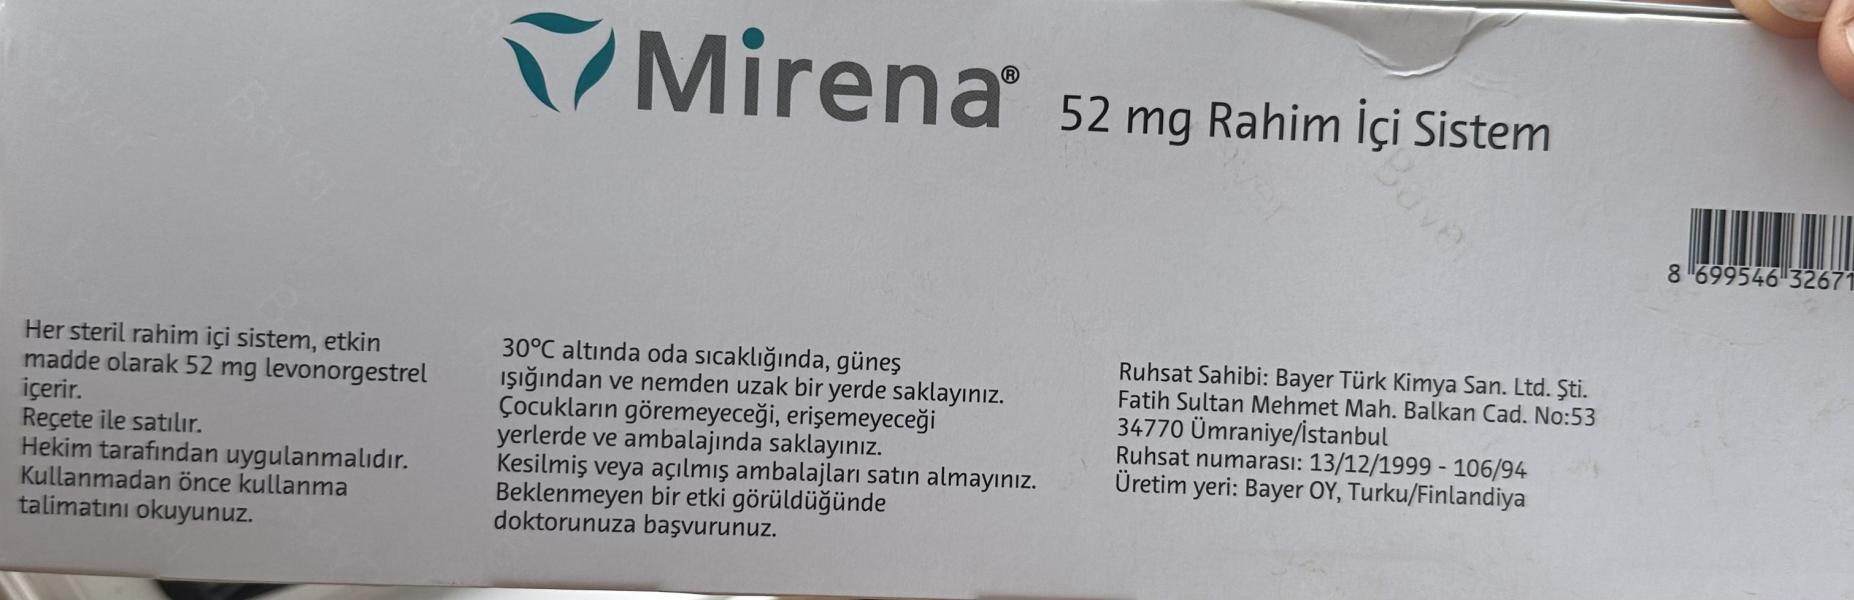 Mirena® 52 mg Rahim İçi Sistem
8 699546 32671
Her steril rahim içi sistem, etkin
madde olarak 52 mg levonorgestrel
içerir.
Reçete ile satılır.
Hekim tarafından uygulanmalıdır.
Kullanmadan önce kullanma
talimatını okuyunuz.
30°C altında oda sıcaklığında, güneş
ışığından ve nemden uzak bir yerde saklayınız.
Çocukların göremeyeceği, erişemeyeceği
yerlerde ve ambalajında saklayınız.
Kesilmiş veya açılmış ambalajları satın almayınız.
Beklenmeyen bir etki görüldüğünde
doktorunuza başvurunuz.
Ruhsat Sahibi: Bayer Türk Kimya San. Ltd. Şti.
Fatih Sultan Mehmet Mah. Balkan Cad. No:53
34770 Ümraniye/İstanbul
Ruhsat numarası: 13/12/1999 - 106/94
Üretim yeri: Bayer OY, Turku/Finlandiya